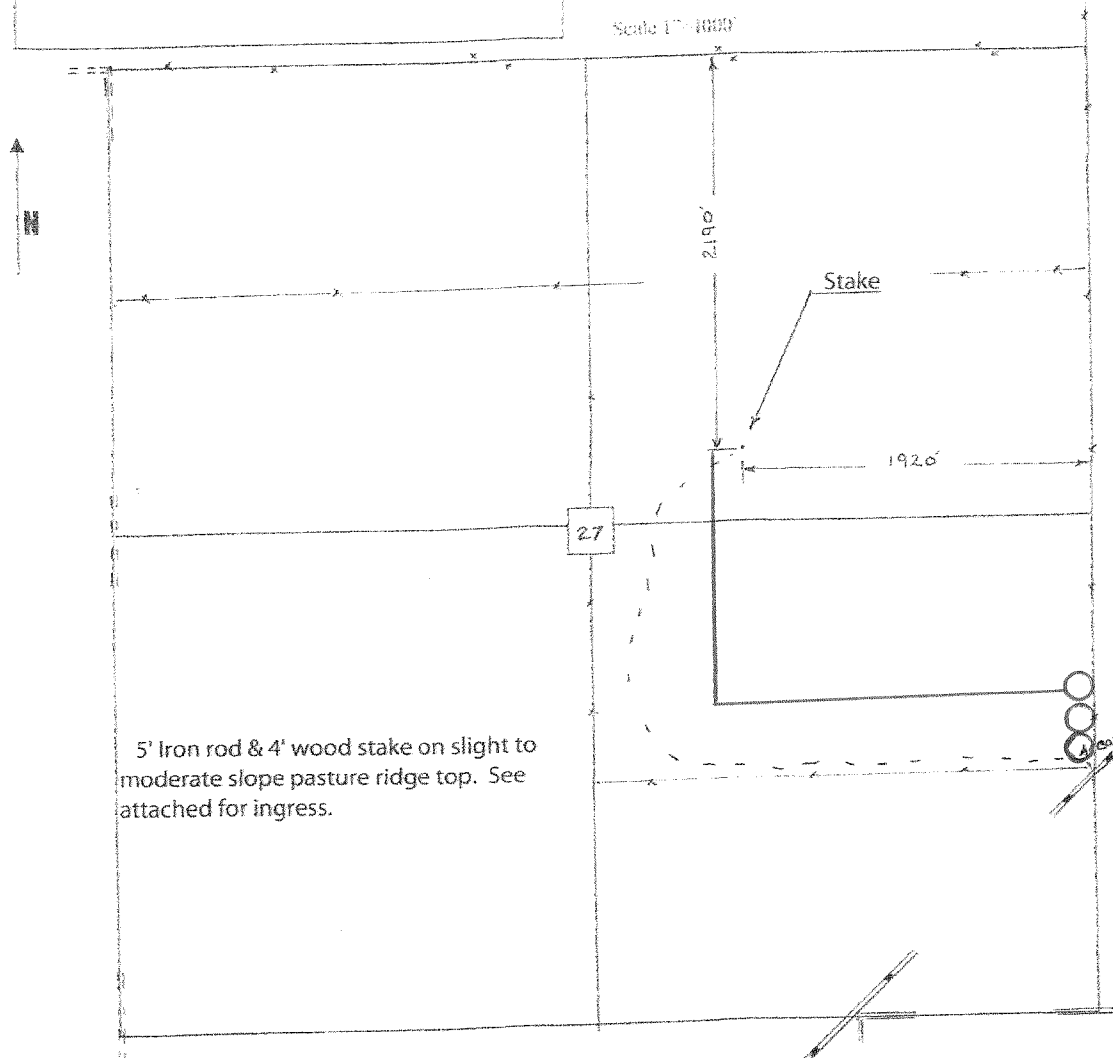 Scale 1"=1000'
N
2190'
Stake
1920'
27
A
5' Iron rod & 4' wood stake on slight to
moderate slope pasture ridge top. See
attached for ingress.